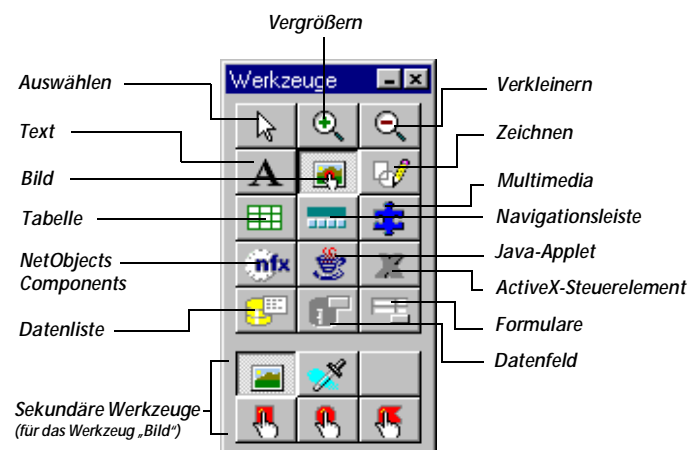 Vergrößern
Werkzeuge
Auswählen
Verkleinern
Text
A
Zeichnen
Bild
Multimedia
Tabelle
Navigationsleiste
NetObjects
Components
nfx
Java-Applet
X
ActiveX-Steuerelement
Datenliste
Formulare
Datenfeld
Sekundäre Werkzeuge
(für das Werkzeug „Bild“)